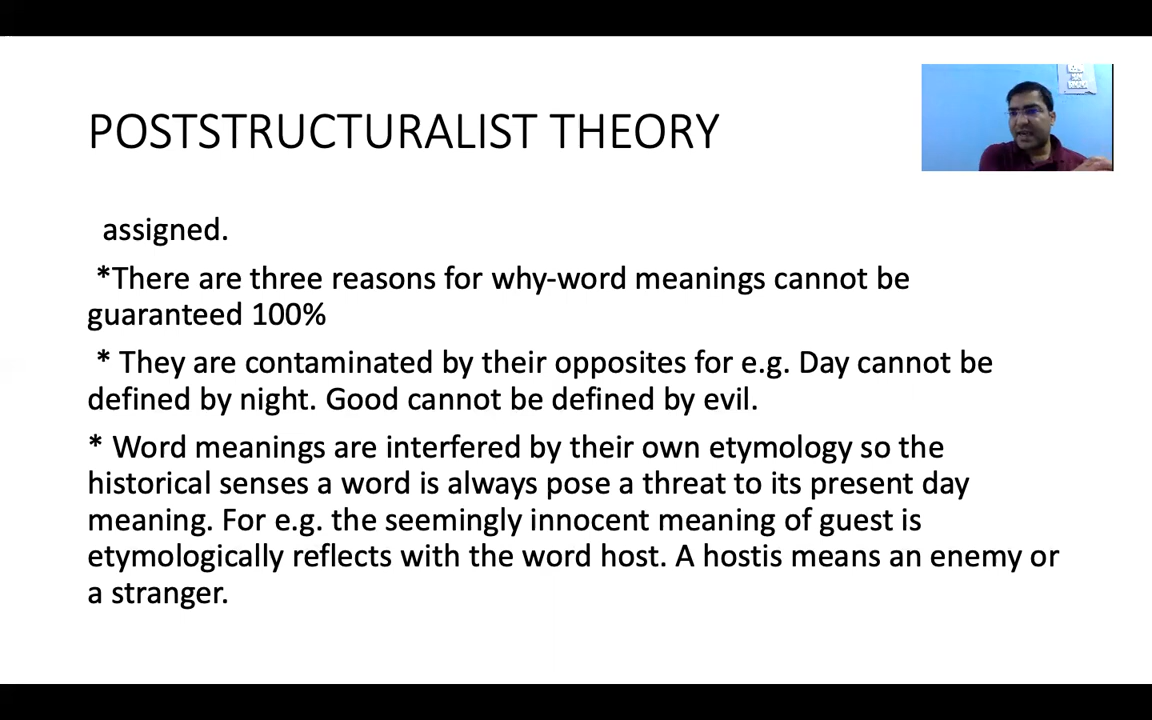 POSTSTRUCTURALIST THEORY
assigned.
*There are three reasons for why-word meanings cannot be
guaranteed 100%
* They are contaminated by their opposites for e.g. Day cannot be
defined by night. Good cannot be defined by evil.
* Word meanings are interfered by their own etymology so the
historical senses a word is always pose a threat to its present day
meaning. For e.g. the seemingly innocent meaning of guest is
etymologically reflects with the word host. A hostis means an enemy or
a stranger.